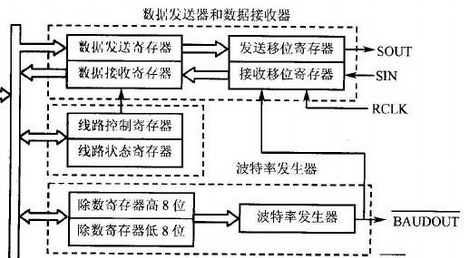 数据发送器和数据接收器
数据发送寄存器
发送移位寄存器
SOUT
数据接收寄存器
接收移位寄存器
SIN
RCLK
线路控制寄存器
线路状态寄存器
波特率发生器
除数寄存器高8位
除数寄存器低8位
波特率发生器
BAUDOUT